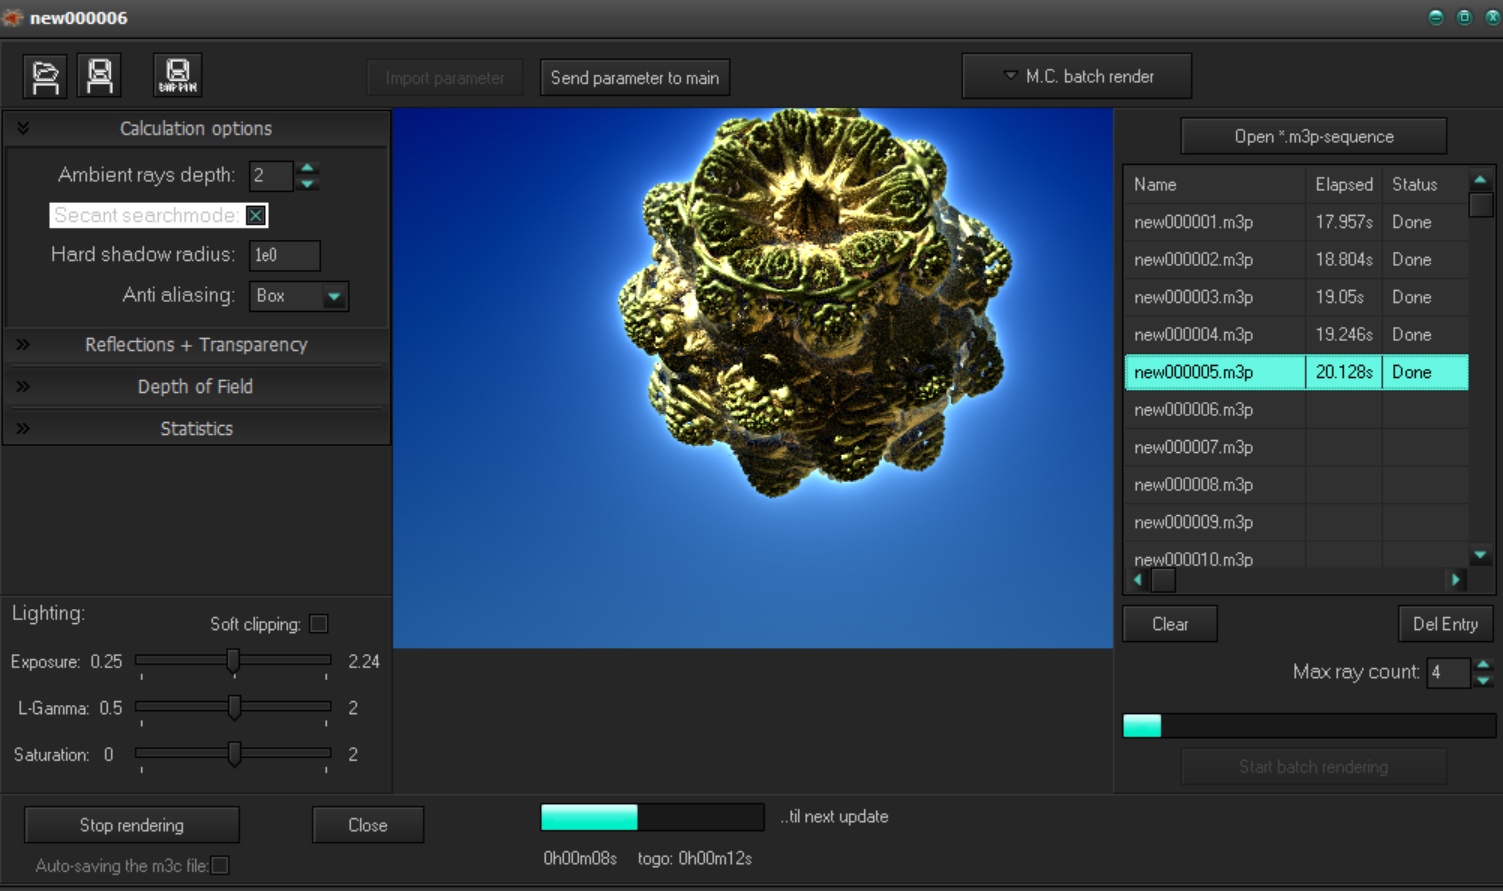 new000006
Import parameter
Send parameter to main
M.C. batch render
Calculation options
Ambient rays depth: 2
Secant searchmode:
Hard shadow radius: 1e0
Anti aliasing: Box
Reflections + Transparency
Depth of Field
Statistics
Lighting:
Soft clipping:
Exposure: 0.25 2.24
L-Gamma: 0.5 2
Saturation: 0 2
Open *.m3p-sequence
Name Elapsed Status
new000001.m3p 17.957s Done
new000002.m3p 18.804s Done
new000003.m3p 19.05s Done
new000004.m3p 19.246s Done
new000005.m3p 20.128s Done
new000006.m3p
new000007.m3p
new000008.m3p
new000009.m3p
new000010.m3p
Clear Del Entry
Max ray count: 4
Start batch rendering
Stop rendering Close
..til next update
Auto-saving the m3c file:
0h00m08s togo: 0h00m12s